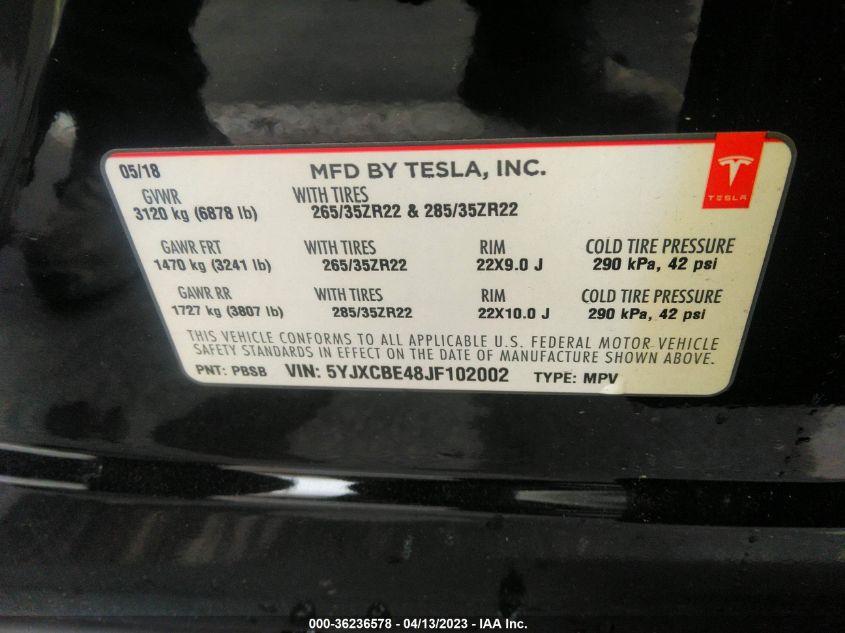 05/18 MFD BY TESLA, INC.
TESLA
GVWR WITH TIRES
3120 kg (6878 lb) 265/35ZR22 & 285/35ZR22
GAWR FRT WITH TIRES RIM COLD TIRE PRESSURE
1470 kg (3241 lb) 265/35ZR22 22X9.0 J 290 kPa, 42 psi
GAWR RR WITH TIRES RIM COLD TIRE PRESSURE
1727 kg (3807 lb) 285/35ZR22 22X10.0 J 290 kPa, 42 psi
THIS VEHICLE CONFORMS TO ALL APPLICABLE U.S. FEDERAL MOTOR VEHICLE
SAFETY STANDARDS IN EFFECT ON THE DATE OF MANUFACTURE SHOWN ABOVE.
PNT: PBSB VIN: 5YJXCBE48JF102002 TYPE: MPV
000-36236578 - 04/13/2023 - IAA Inc.